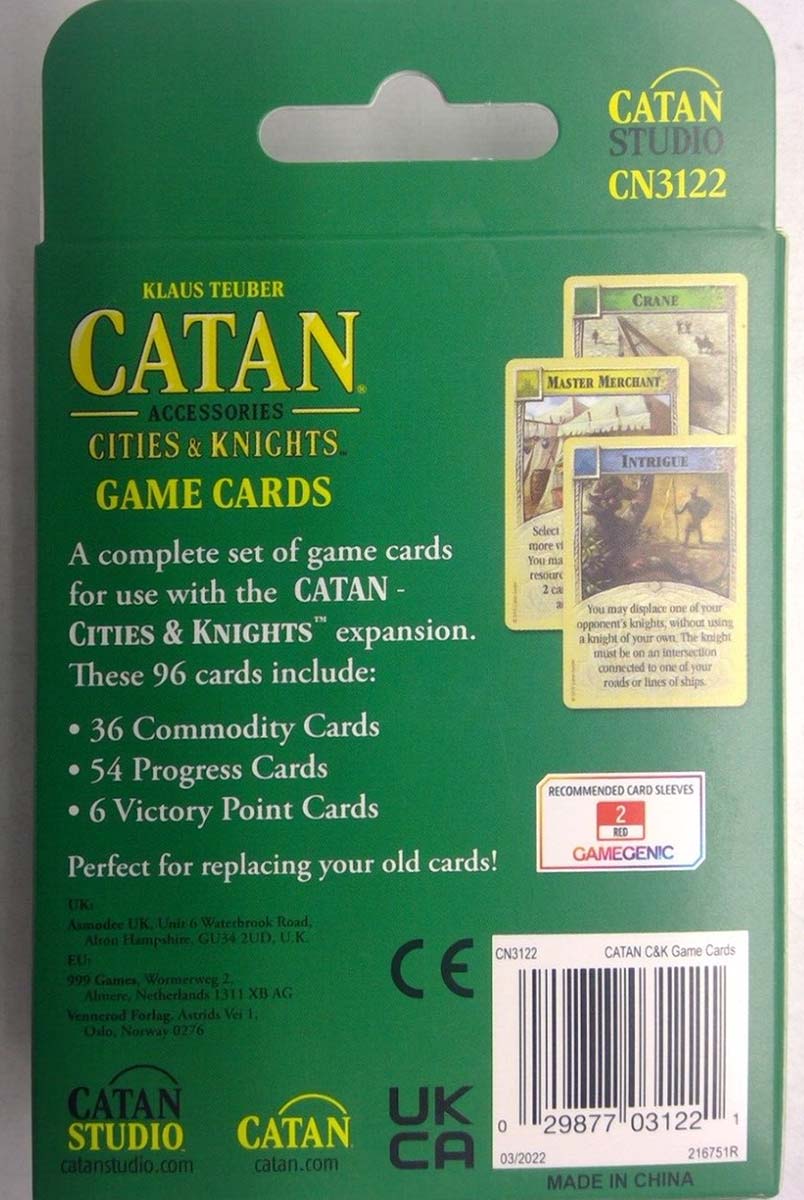 CATAN
STUDIO
CN3122
KLAUS TEUBER
CATAN®
ACCESSORIES
CITIES & KNIGHTS™
GAME CARDS
A complete set of game cards
for use with the CATAN -
CITIES & KNIGHTS™ expansion.
These 96 cards include:
• 36 Commodity Cards
• 54 Progress Cards
• 6 Victory Point Cards
Perfect for replacing your old cards!
CRANE
MASTER MERCHANT
Select
more
You
2
INTRIGUE
You may displace one of your
opponent's knights, without using
a knight of your own. The knight
must be on an intersection
connected to one of your
roads or lines of ships.
RECOMMENDED CARD SLEEVES
2
RED
GAMEGENIC
UK:
Asmodee UK, Unit 6 Waterbrook Road,
Alton Hampshire, GU34 2UD, U.K.
EU:
999 Games, Wormerweg 2,
Almere, Netherlands 1311 XB AG
Vennerod Forlag. Astrids Vei 1,
Oslo, Norway 0276
CE
CN3122 CATAN C&K Game Cards
0 29877 03122 1
03/2022 216751R
MADE IN CHINA
CATAN
STUDIO
catanstudio.com
CATAN
catan.com
UK
CA